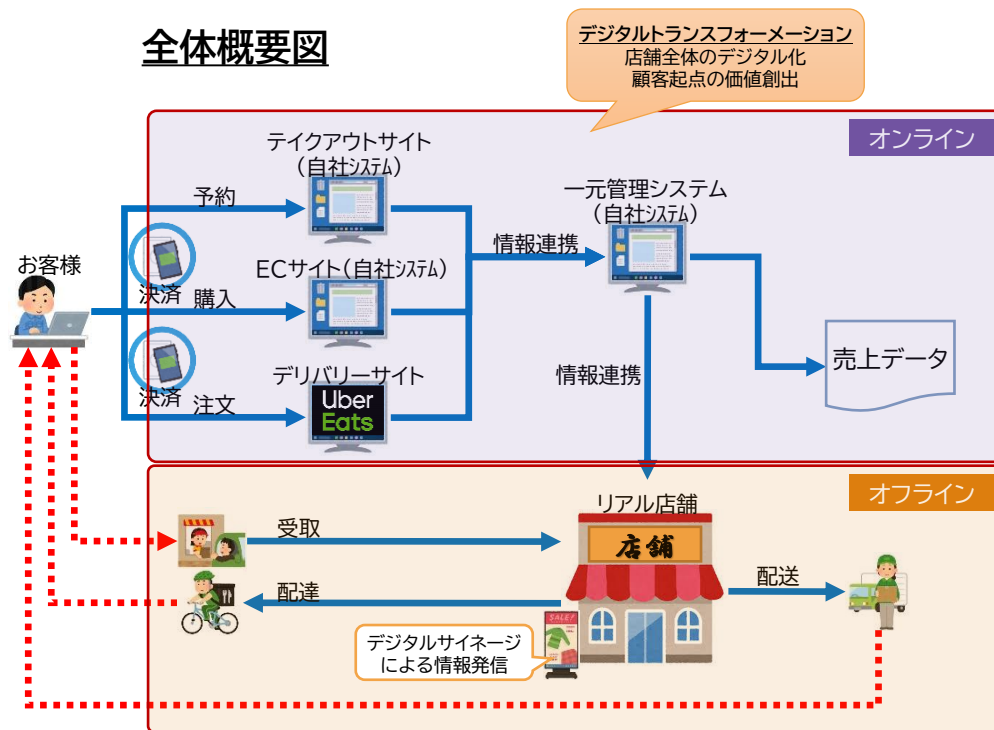 全体概要図
デジタルトランスフォーメーション
店舗全体のデジタル化
顧客起点の価値創出
オンライン
テイクアウトサイト
(自社システム)
一元管理システム
(自社システム)
予約
情報連携
お客様
ECサイト(自社システム)
決済
購入
情報連携
売上データ
デリバリーサイト
決済
注文
Uber
Eats
オフライン
リアル店舗
受取
店舗
配送
配達
SALE!
デジタルサイネージ
による情報発信